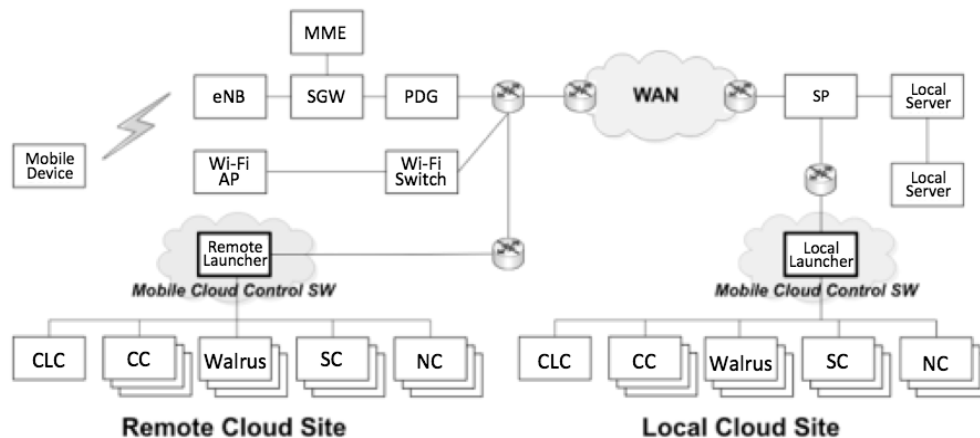 MME
eNB
SGW
PDG
WAN
SP
Local
Server
Mobile
Device
Wi-Fi
AP
Wi-Fi
Switch
Local
Server
Remote
Launcher
Mobile Cloud Control SW
Local
Launcher
Mobile Cloud Control SW
CLC
CC
Walrus
SC
NC
CLC
CC
Walrus
SC
NC
Remote Cloud Site
Local Cloud Site